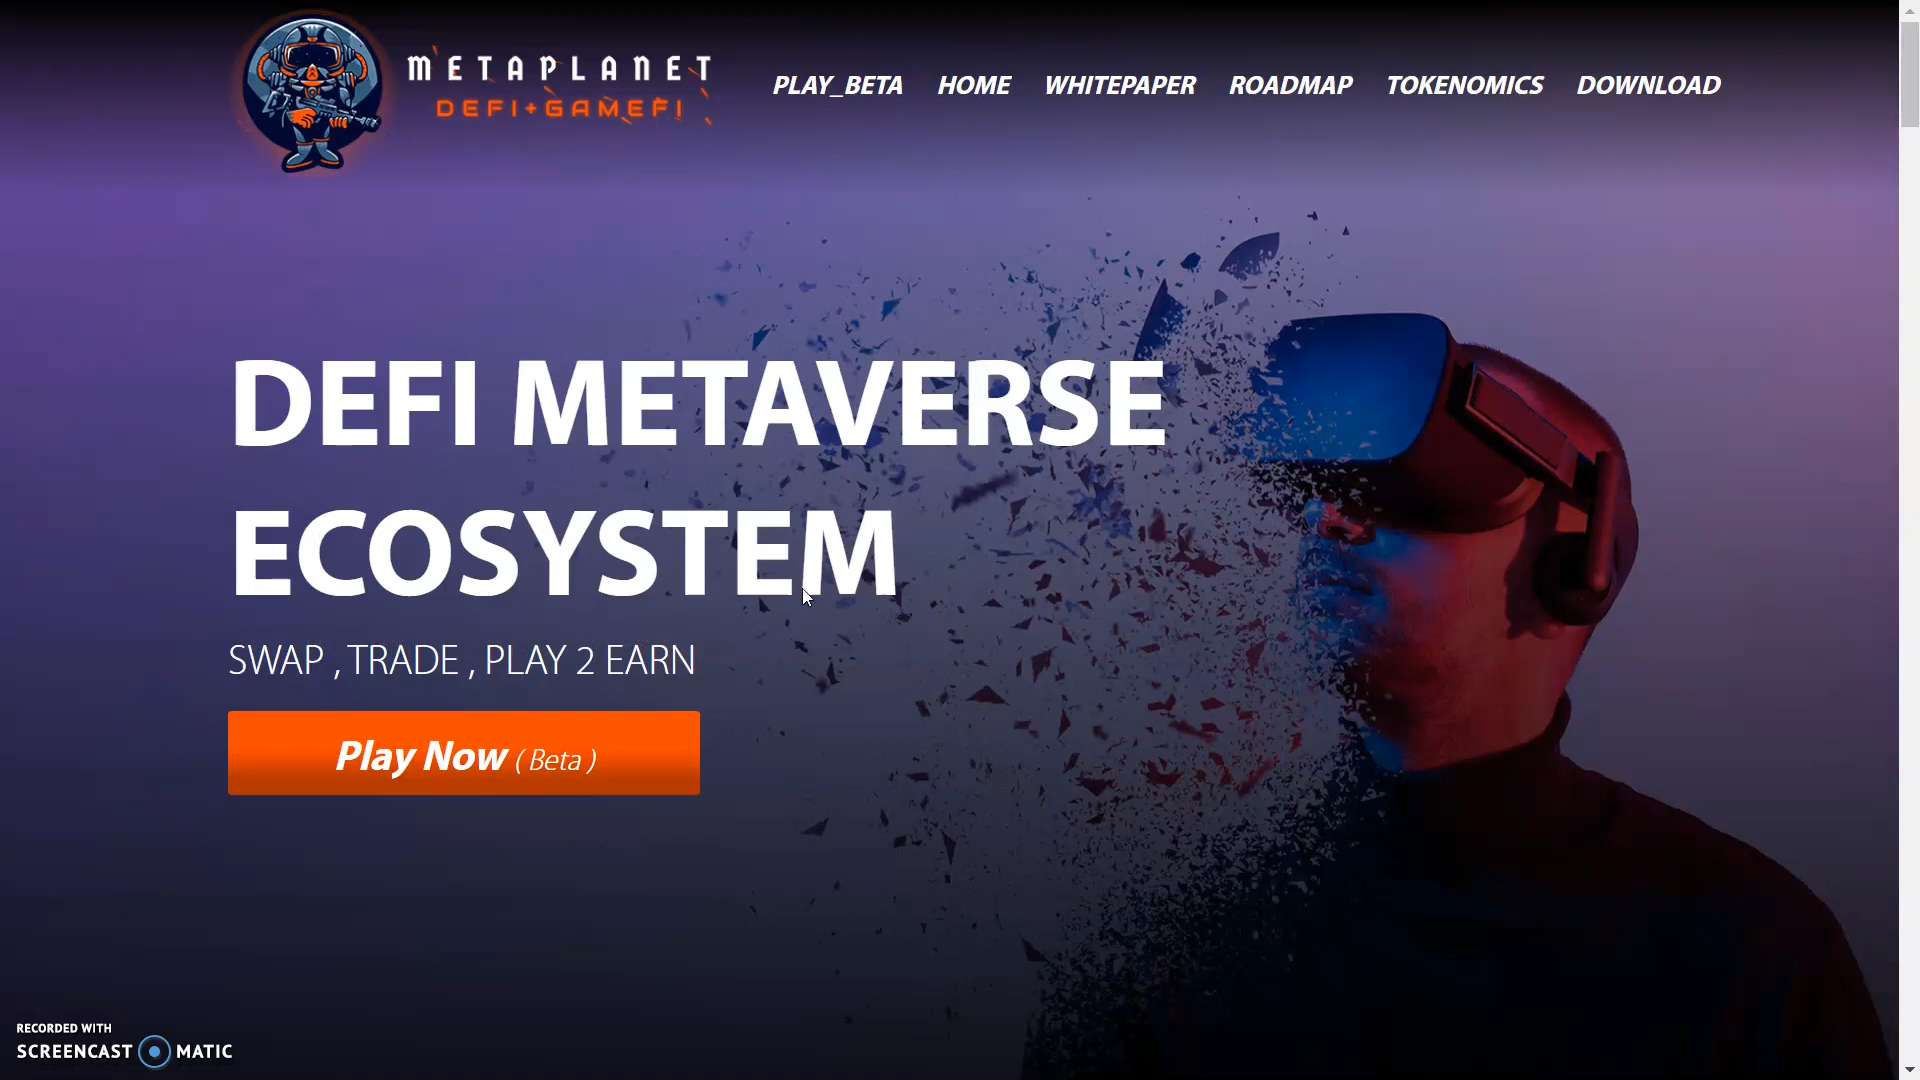 METAPLANET
DEFI+GAMEFI
PLAY_BETA HOME WHITEPAPER ROADMAP TOKENOMICS DOWNLOAD
DEFI METAVERSE
ECOSYSTEM
SWAP , TRADE , PLAY 2 EARN
Play Now ( Beta )
RECORDED WITH
SCREENCAST MATIC